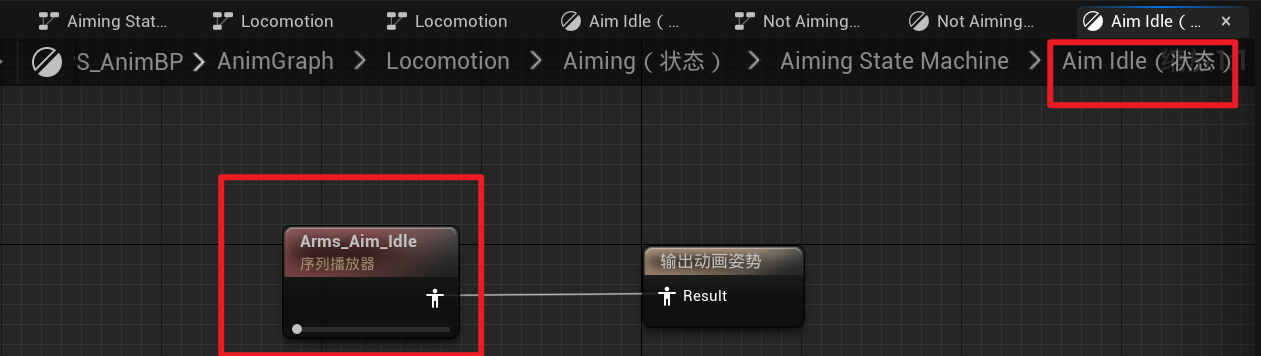 Aiming Stat...
Locomotion
Locomotion
Aim Idle ( ...
Not Aiming...
Not Aiming...
Aim Idle ( ...
S_AnimBP > AnimGraph > Locomotion > Aiming（状态） > Aiming State Machine > Aim Idle（状态）
Arms_Aim_Idle
序列播放器
输出动画姿势
Result